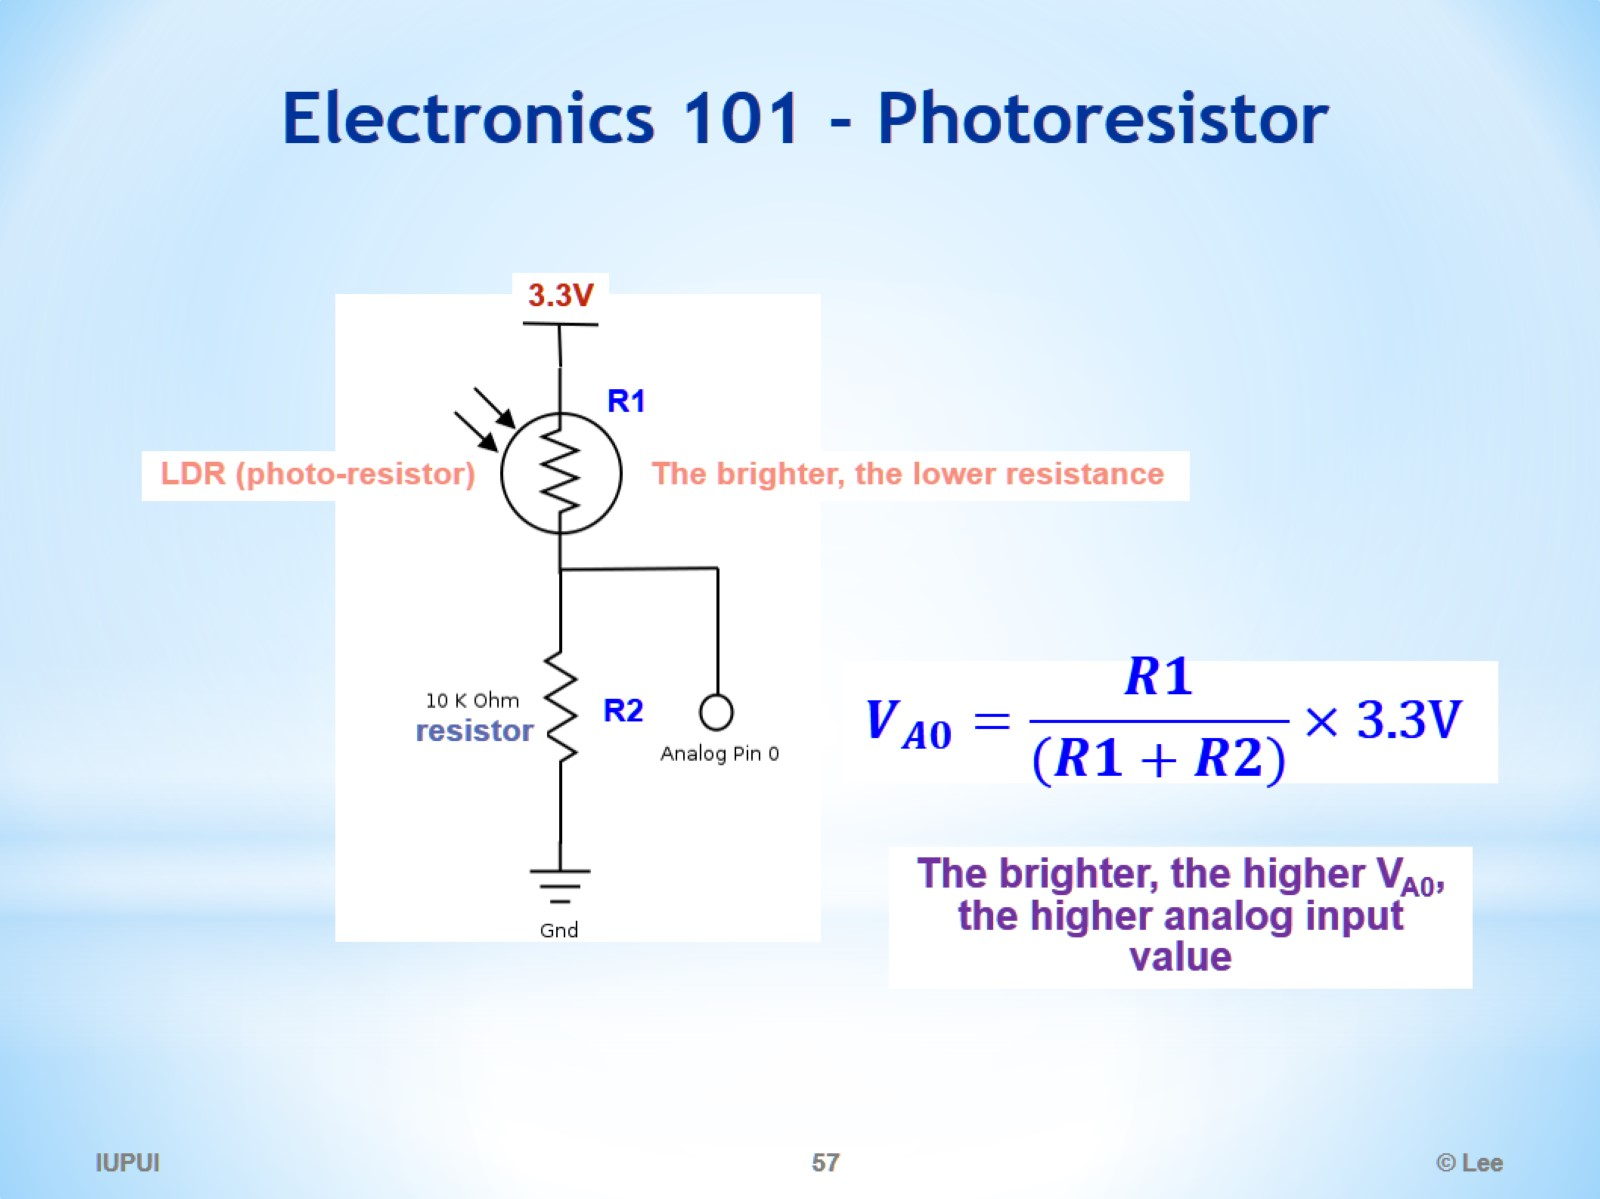 Electronics 101 - Photoresistor
3.3V
R1
LDR (photo-resistor)
The brighter, the lower resistance
10 K Ohm
resistor
R2
Analog Pin 0
Gnd
V_A0 = R1 / (R1 + R2) × 3.3V
The brighter, the higher V_A0,
the higher analog input
value
IUPUI
57
© Lee